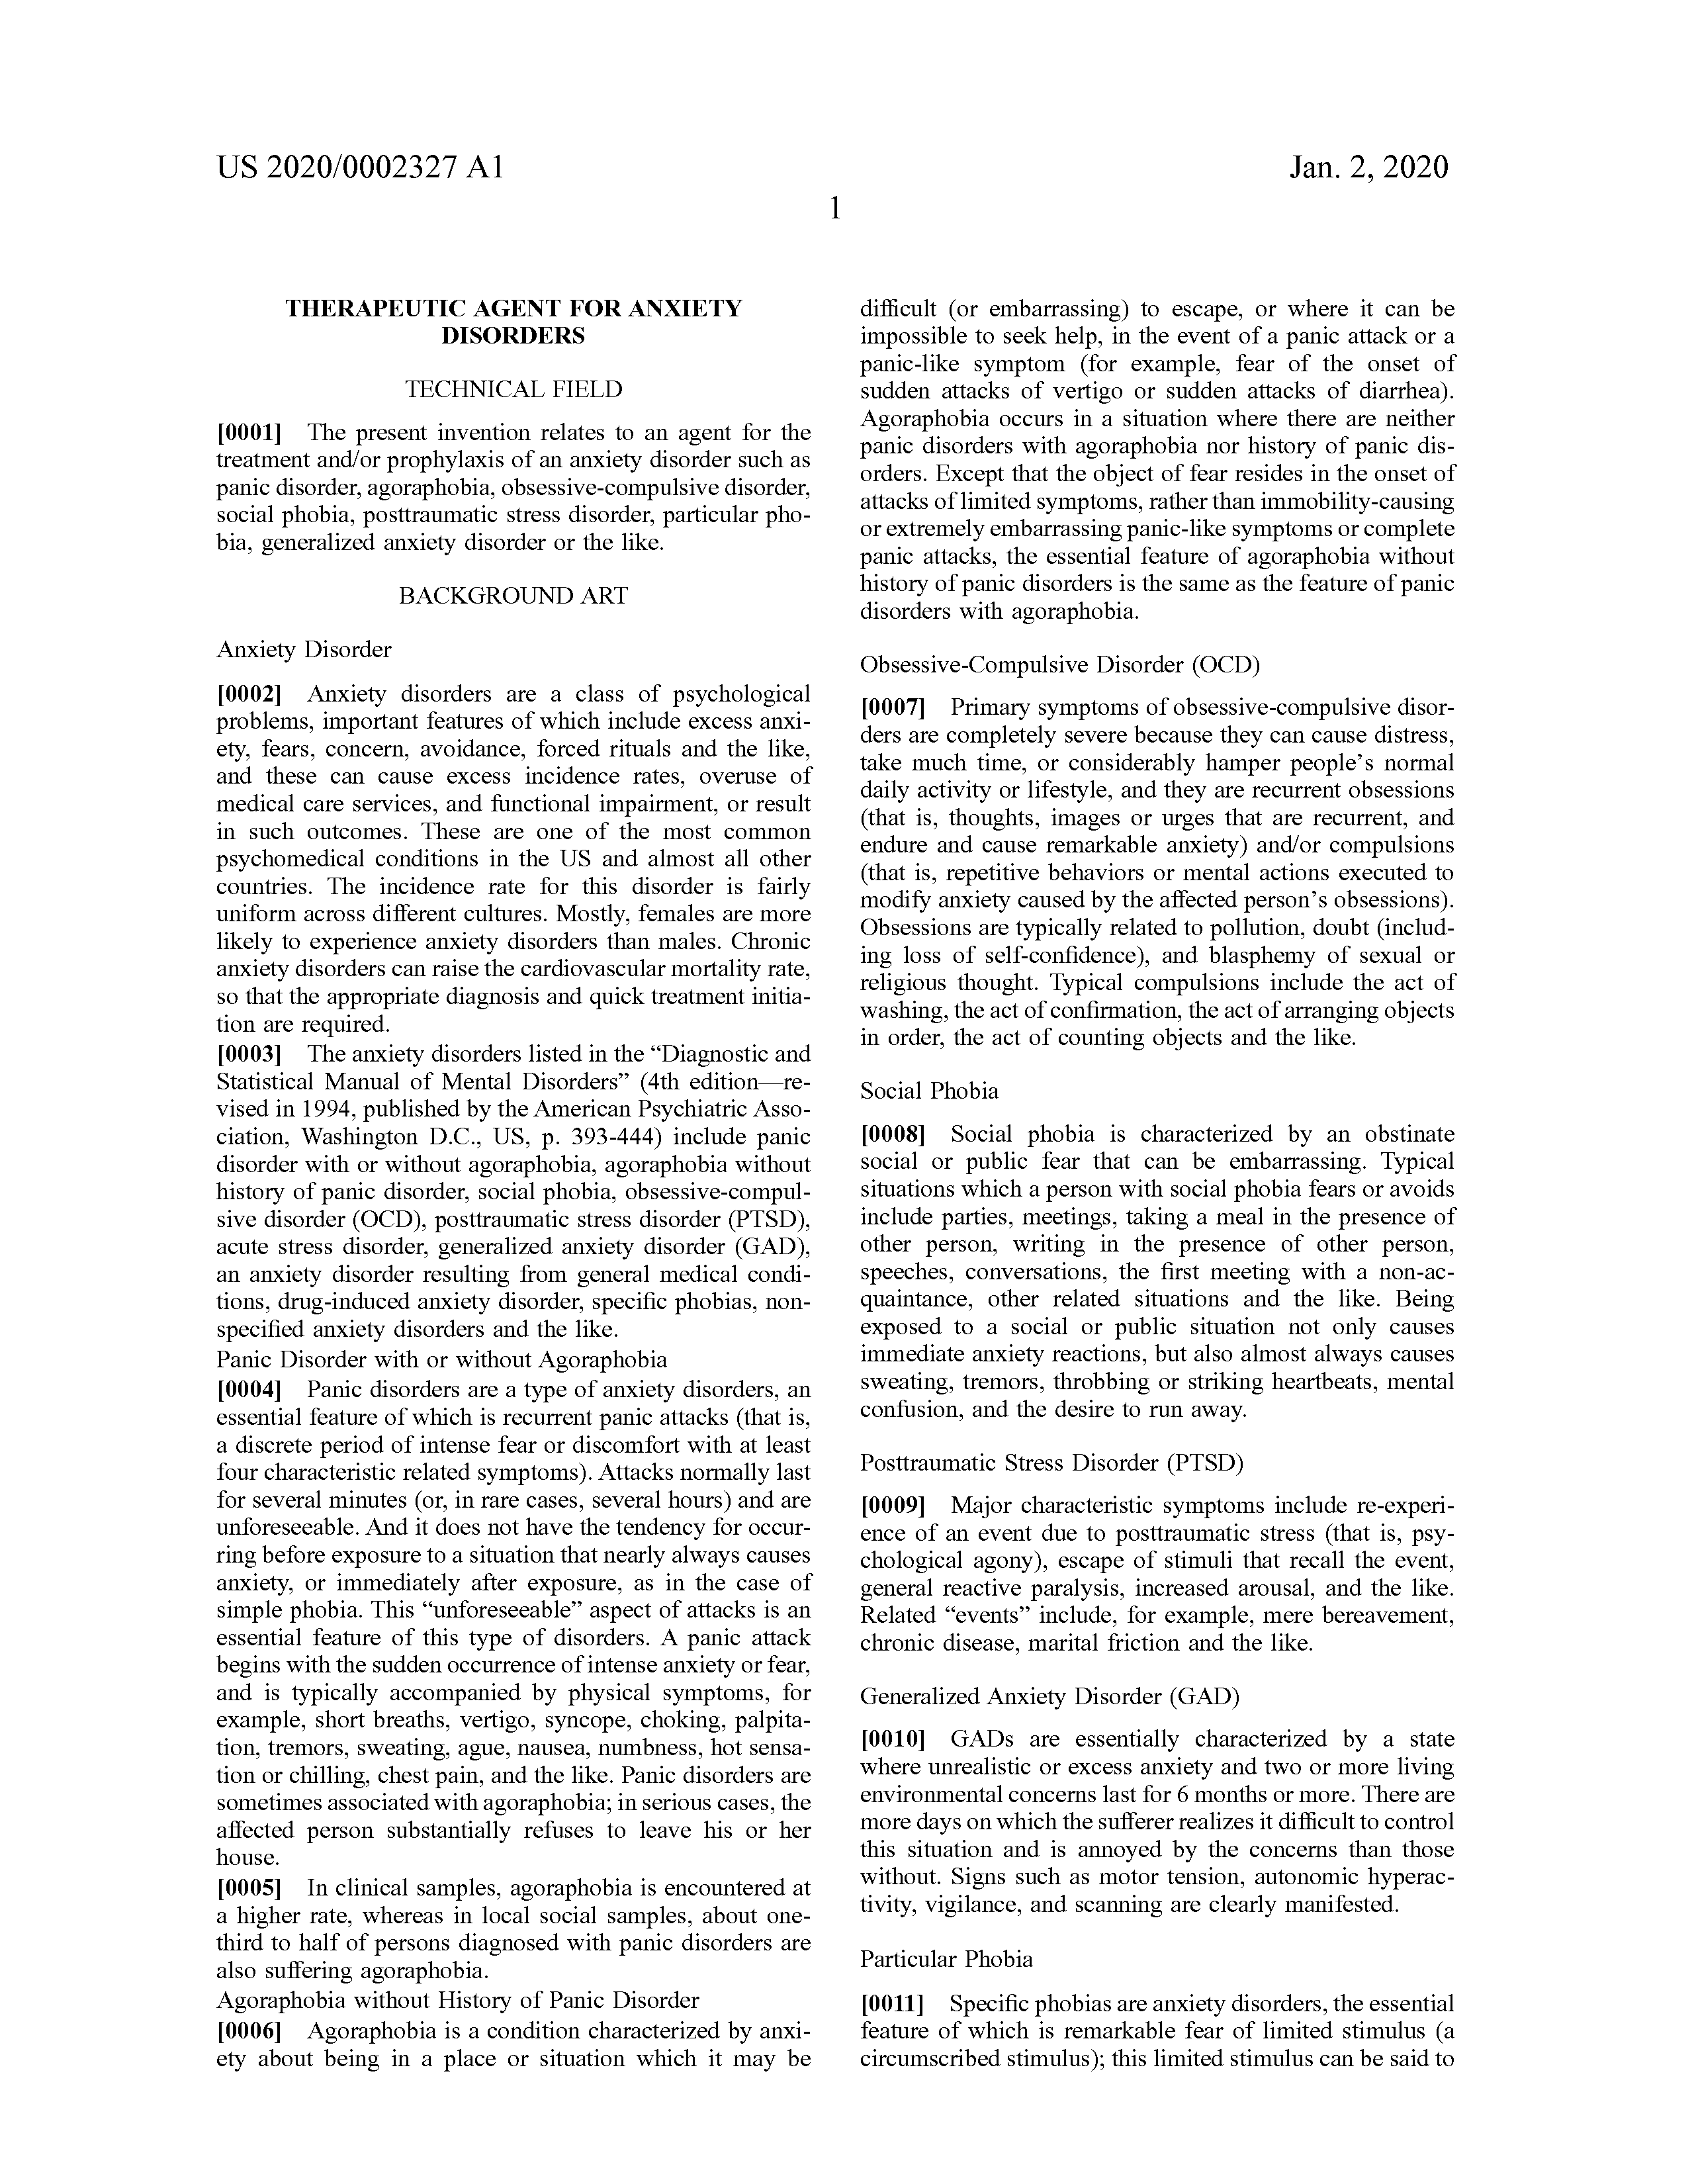 US 2020/0002327 A1
Jan. 2, 2020
1
THERAPEUTIC AGENT FOR ANXIETY
DISORDERS
TECHNICAL FIELD
[0001] The present invention relates to an agent for the
treatment and/or prophylaxis of an anxiety disorder such as
panic disorder, agoraphobia, obsessive-compulsive disorder,
social phobia, posttraumatic stress disorder, particular pho-
bia, generalized anxiety disorder or the like.
BACKGROUND ART
Anxiety Disorder
[0002] Anxiety disorders are a class of psychological
problems, important features of which include excess anxi-
ety, fears, concern, avoidance, forced rituals and the like,
and these can cause excess incidence rates, overuse of
medical care services, and functional impairment, or result
in such outcomes. These are one of the most common
psychomedical conditions in the US and almost all other
countries. The incidence rate for this disorder is fairly
uniform across different cultures. Mostly, females are more
likely to experience anxiety disorders than males. Chronic
anxiety disorders can raise the cardiovascular mortality rate,
so that the appropriate diagnosis and quick treatment initia-
tion are required.
[0003] The anxiety disorders listed in the “Diagnostic and
Statistical Manual of Mental Disorders” (4th edition—re-
vised in 1994, published by the American Psychiatric Asso-
ciation, Washington D.C., US, p. 393-444) include panic
disorder with or without agoraphobia, agoraphobia without
history of panic disorder, social phobia, obsessive-compul-
sive disorder (OCD), posttraumatic stress disorder (PTSD),
acute stress disorder, generalized anxiety disorder (GAD),
an anxiety disorder resulting from general medical condi-
tions, drug-induced anxiety disorder, specific phobias, non-
specified anxiety disorders and the like.
Panic Disorder with or without Agoraphobia
[0004] Panic disorders are a type of anxiety disorders, an
essential feature of which is recurrent panic attacks (that is,
a discrete period of intense fear or discomfort with at least
four characteristic related symptoms). Attacks normally last
for several minutes (or, in rare cases, several hours) and are
unforeseeable. And it does not have the tendency for occur-
ring before exposure to a situation that nearly always causes
anxiety, or immediately after exposure, as in the case of
simple phobia. This “unforeseeable” aspect of attacks is an
essential feature of this type of disorders. A panic attack
begins with the sudden occurrence of intense anxiety or fear,
and is typically accompanied by physical symptoms, for
example, short breaths, vertigo, syncope, choking, palpita-
tion, tremors, sweating, ague, nausea, numbness, hot sensa-
tion or chilling, chest pain, and the like. Panic disorders are
sometimes associated with agoraphobia; in serious cases, the
affected person substantially refuses to leave his or her
house.
[0005] In clinical samples, agoraphobia is encountered at
a higher rate, whereas in local social samples, about one-
third to half of persons diagnosed with panic disorders are
also suffering agoraphobia.
Agoraphobia without History of Panic Disorder
[0006] Agoraphobia is a condition characterized by anxi-
ety about being in a place or situation which it may be
difficult (or embarrassing) to escape, or where it can be
impossible to seek help, in the event of a panic attack or a
panic-like symptom (for example, fear of the onset of
sudden attacks of vertigo or sudden attacks of diarrhea).
Agoraphobia occurs in a situation where there are neither
panic disorders with agoraphobia nor history of panic dis-
orders. Except that the object of fear resides in the onset of
attacks of limited symptoms, rather than immobility-causing
or extremely embarrassing panic-like symptoms or complete
panic attacks, the essential feature of agoraphobia without
history of panic disorders is the same as the feature of panic
disorders with agoraphobia.
Obsessive-Compulsive Disorder (OCD)
[0007] Primary symptoms of obsessive-compulsive disor-
ders are completely severe because they can cause distress,
take much time, or considerably hamper people’s normal
daily activity or lifestyle, and they are recurrent obsessions
(that is, thoughts, images or urges that are recurrent, and
endure and cause remarkable anxiety) and/or compulsions
(that is, repetitive behaviors or mental actions executed to
modify anxiety caused by the affected person’s obsessions).
Obsessions are typically related to pollution, doubt (includ-
ing loss of self-confidence), and blasphemy of sexual or
religious thought. Typical compulsions include the act of
washing, the act of confirmation, the act of arranging objects
in order, the act of counting objects and the like.
Social Phobia
[0008] Social phobia is characterized by an obstinate
social or public fear that can be embarrassing. Typical
situations which a person with social phobia fears or avoids
include parties, meetings, taking a meal in the presence of
other person, writing in the presence of other person,
speeches, conversations, the first meeting with a non-ac-
quaintance, other related situations and the like. Being
exposed to a social or public situation not only causes
immediate anxiety reactions, but also almost always causes
sweating, tremors, throbbing or striking heartbeats, mental
confusion, and the desire to run away.
Posttraumatic Stress Disorder (PTSD)
[0009] Major characteristic symptoms include re-experi-
ence of an event due to posttraumatic stress (that is, psy-
chological agony), escape of stimuli that recall the event,
general reactive paralysis, increased arousal, and the like.
Related “events” include, for example, mere bereavement,
chronic disease, marital friction and the like.
Generalized Anxiety Disorder (GAD)
[0010] GADs are essentially characterized by a state
where unrealistic or excess anxiety and two or more living
environmental concerns last for 6 months or more. There are
more days on which the sufferer realizes it difficult to control
this situation and is annoyed by the concerns than those
without. Signs such as motor tension, autonomic hyperac-
tivity, vigilance, and scanning are clearly manifested.
Particular Phobia
[0011] Specific phobias are anxiety disorders, the essential
feature of which is remarkable fear of limited stimulus (a
circumscribed stimulus); this limited stimulus can be said to